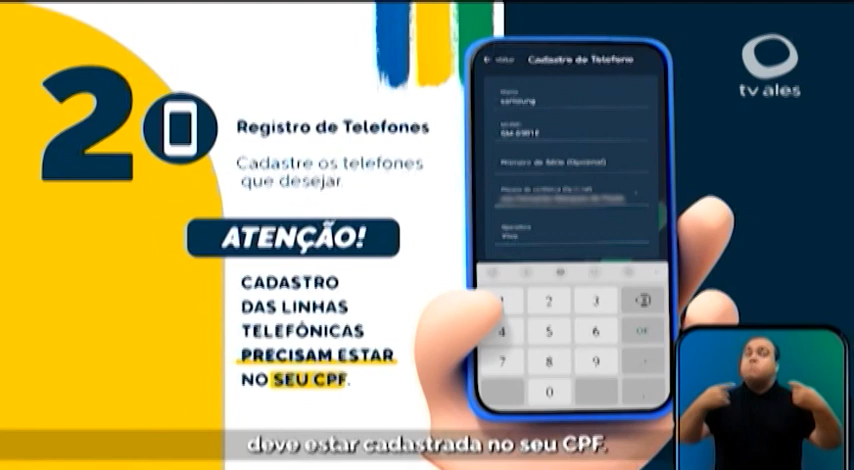 2
Registro de Telefones
Cadastre os telefones
que desejar
ATENÇÃO!
CADASTRO
DAS LINHAS
TELEFÔNICAS
PRECISAM ESTAR
NO SEU CPF.
Cadastro de Telefone
samsung
Número de Série (Opcional)
Vivo
1 2 3
4 5 6
7 8 9
0
tv ales
deve estar cadastrada no seu CPF.